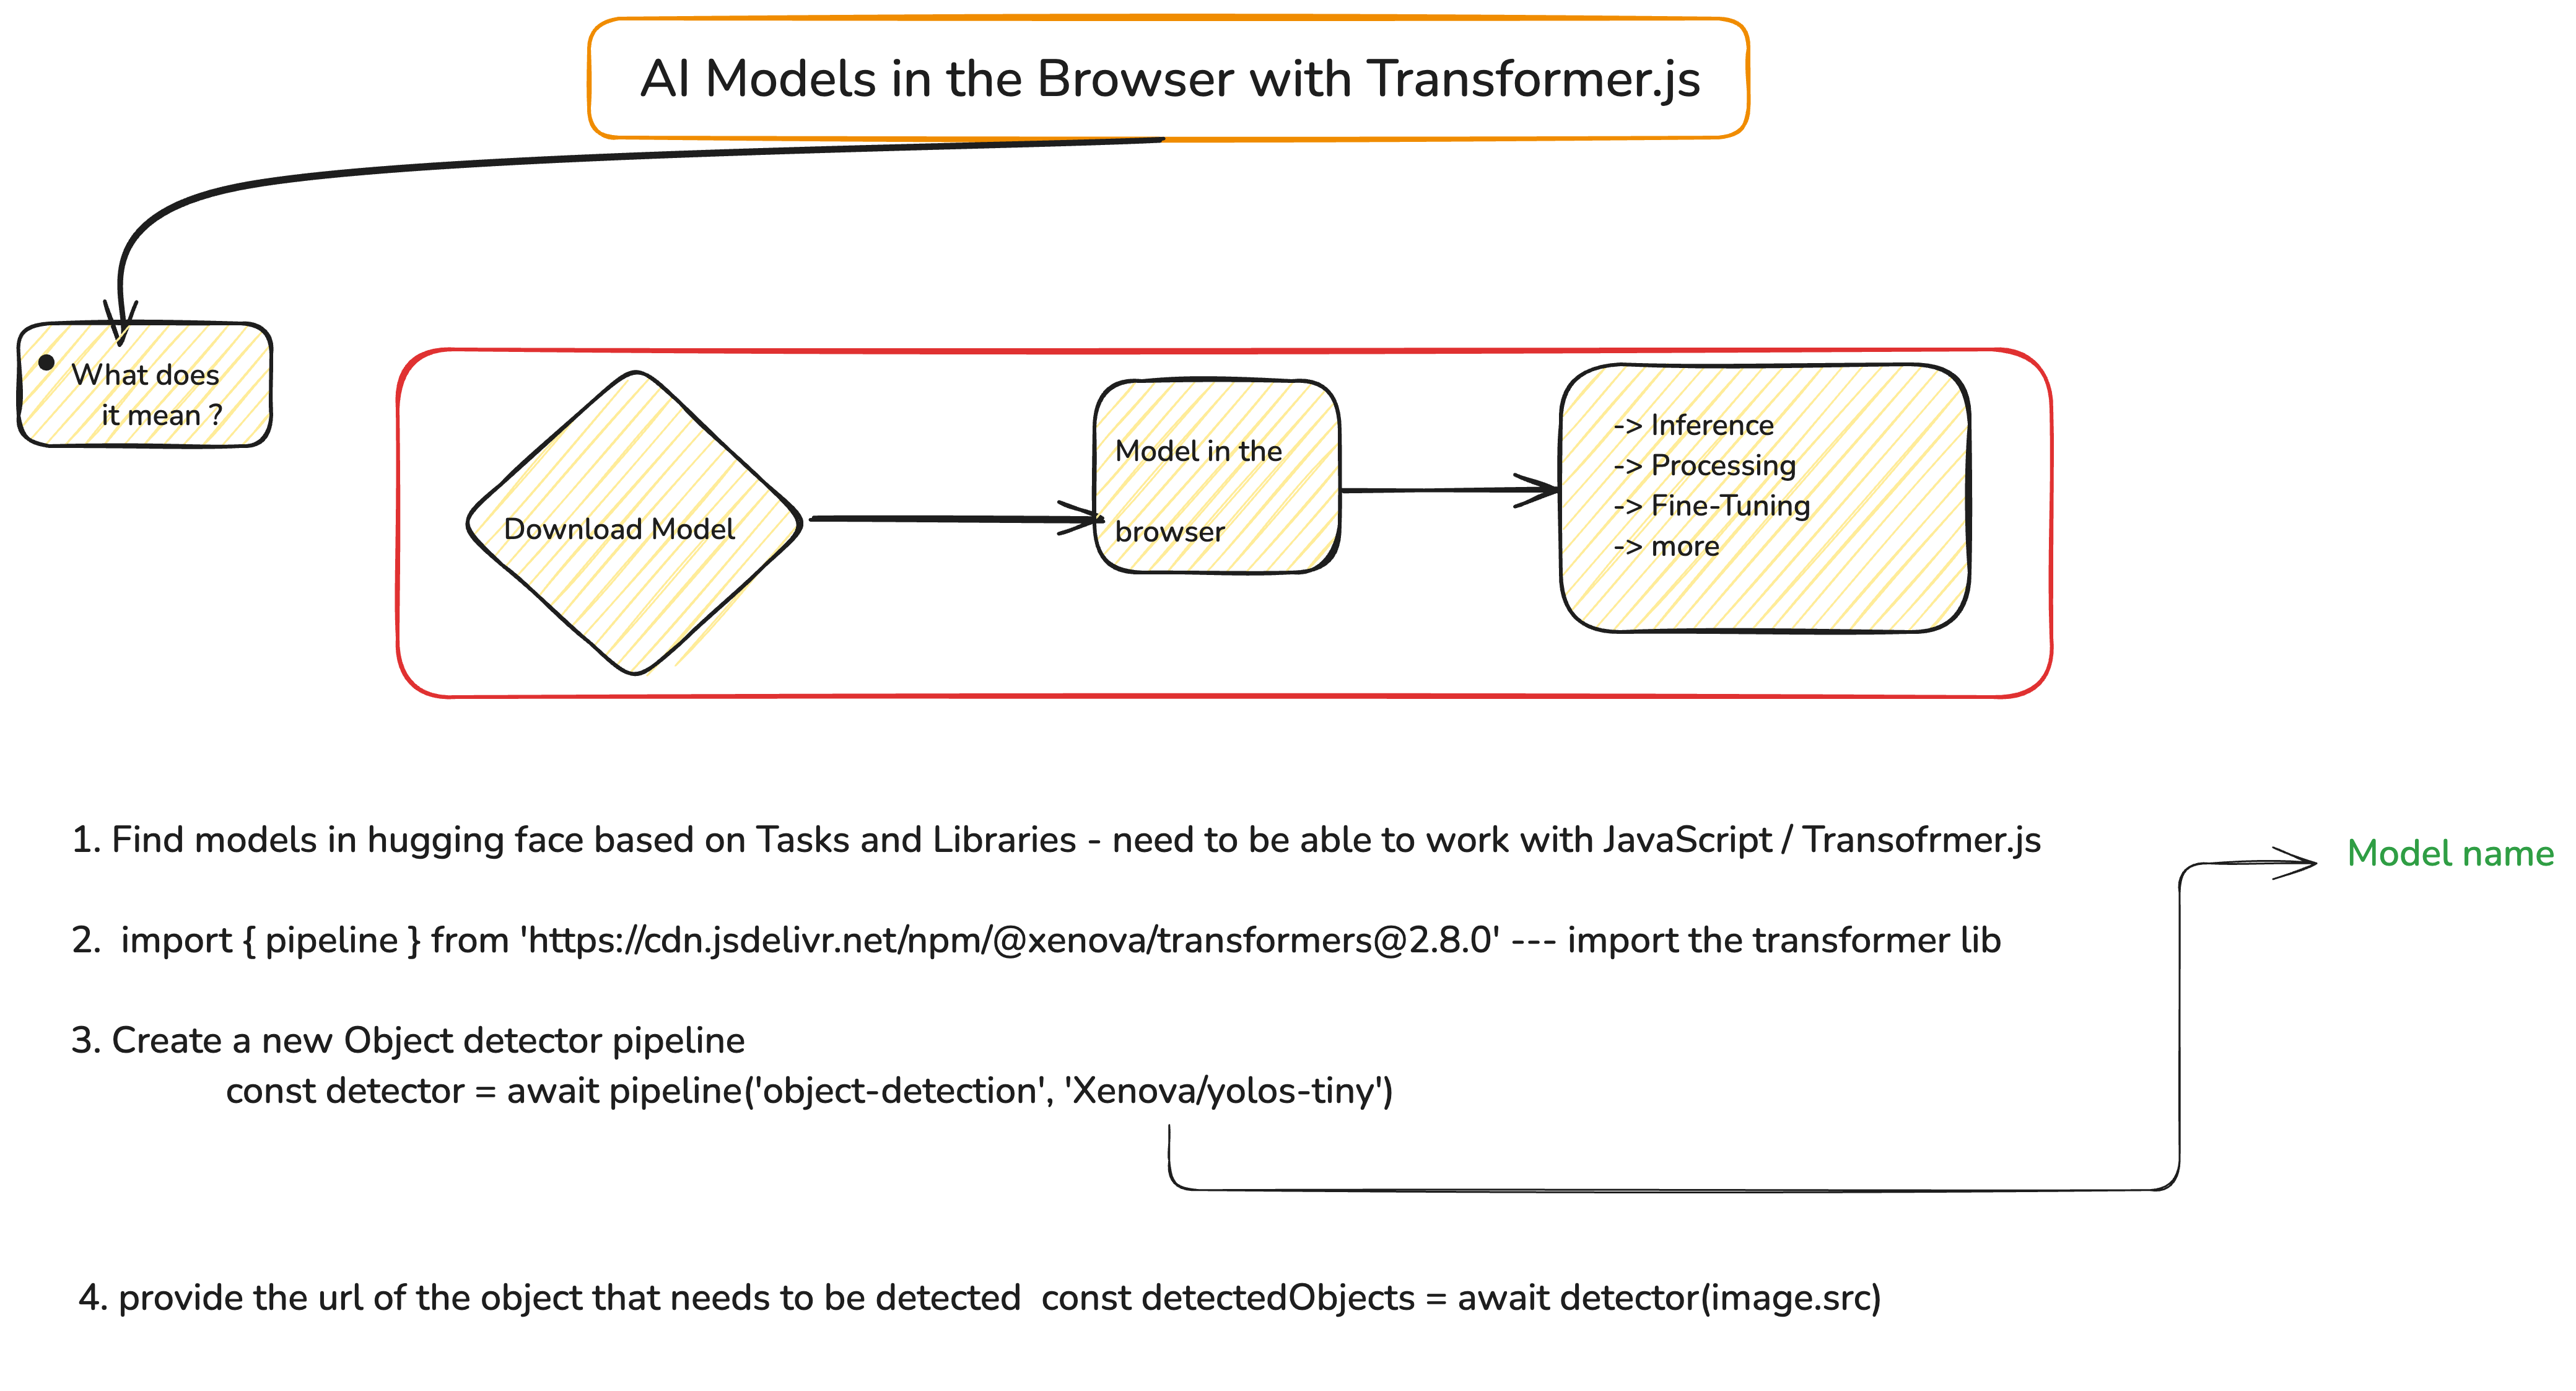 AI Models in the Browser with Transformer.js
What does
it mean ?
Download Model
Model in the
browser
-> Inference
-> Processing
-> Fine-Tuning
-> more
1. Find models in hugging face based on Tasks and Libraries - need to be able to work with JavaScript / Transofrmer.js
Model name
2. import { pipeline } from 'https://cdn.jsdelivr.net/npm/@xenova/transformers@2.8.0' --- import the transformer lib
3. Create a new Object detector pipeline
const detector = await pipeline('object-detection', 'Xenova/yolos-tiny')
4. provide the url of the object that needs to be detected const detectedObjects = await detector(image.src)